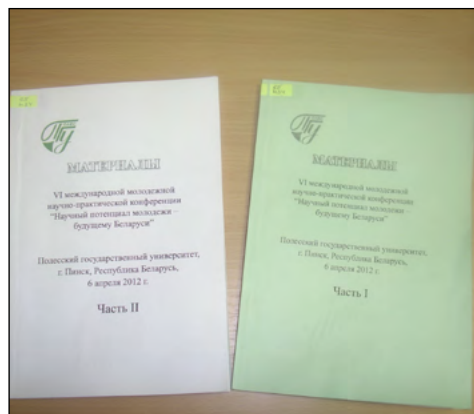 МАТЕРИАЛЫ
VI международной молодежной
научно-практической конференции
"Научный потенциал молодежи –
будущему Беларуси"
Полесский государственный университет,
г. Пинск, Республика Беларусь,
6 апреля 2012 г.
Часть II
МАТЕРИАЛЫ
VI международной молодежной
научно-практической конференции
"Научный потенциал молодежи -
будущему Беларуси"
Полесский государственный университет,
г. Пинск, Республика Беларусь,
6 апреля 2012 г.
Часть I